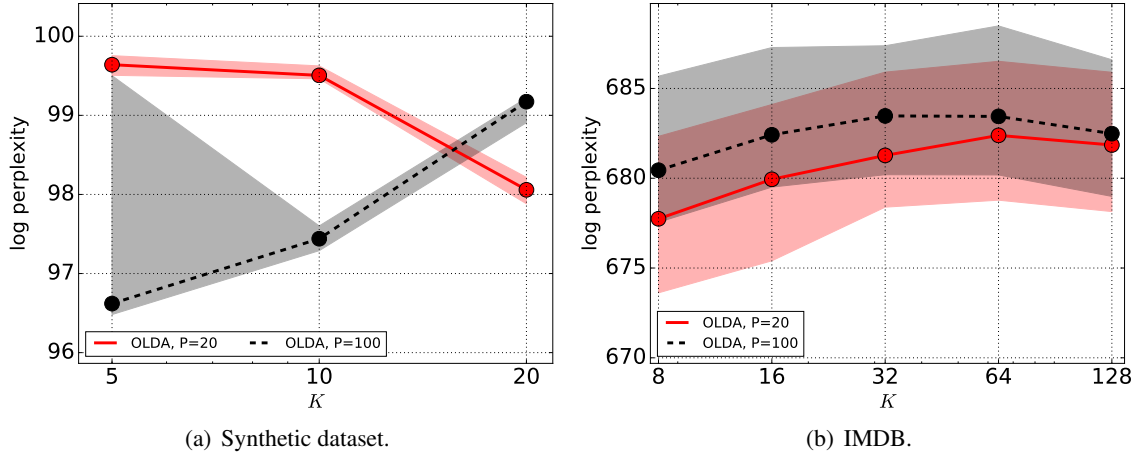 100
99
98
97
96
log perplexity
OLDA, P=20
OLDA, P=100
5
10
20
K
(a) Synthetic dataset.
685
680
675
670
log perplexity
OLDA, P=20
OLDA, P=100
8
16
32
64
128
K
(b) IMDB.